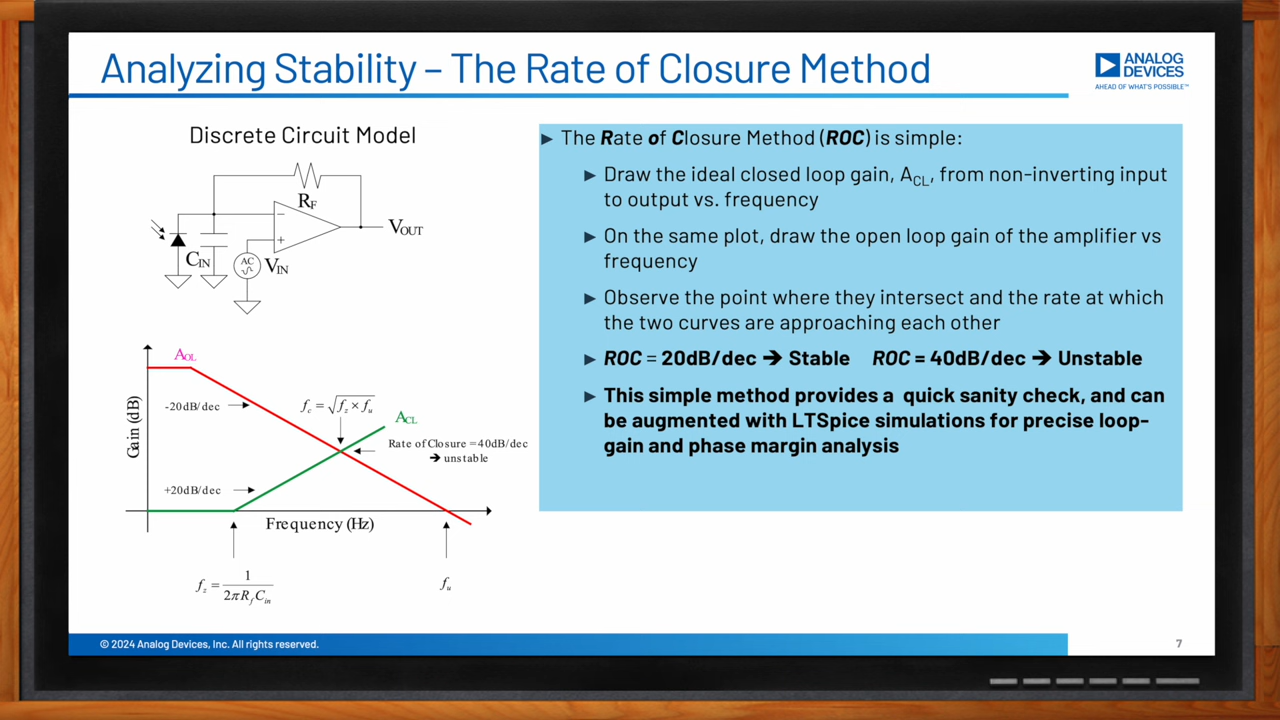 Analyzing Stability – The Rate of Closure Method
ANALOG
DEVICES
AHEAD OF WHAT'S POSSIBLE™
Discrete Circuit Model
R_F
−
+
V_OUT
C_IN
AC
V_IN
A_OL
-20dB/dec
f_c = √(f_z × f_u)
A_CL
Rate of Closure =40dB/dec
➔ unstable
Gain (dB)
+20dB/dec
Frequency (Hz)
f_z = 1 / (2πR_f C_in)
f_u
► The Rate of Closure Method (ROC) is simple:
► Draw the ideal closed loop gain, A_CL, from non-inverting input
to output vs. frequency
► On the same plot, draw the open loop gain of the amplifier vs
frequency
► Observe the point where they intersect and the rate at which
the two curves are approaching each other
► ROC = 20dB/dec ➔ Stable ROC = 40dB/dec ➔ Unstable
► This simple method provides a quick sanity check, and can
be augmented with LTSpice simulations for precise loop-
gain and phase margin analysis
© 2024 Analog Devices, Inc. All rights reserved.
7